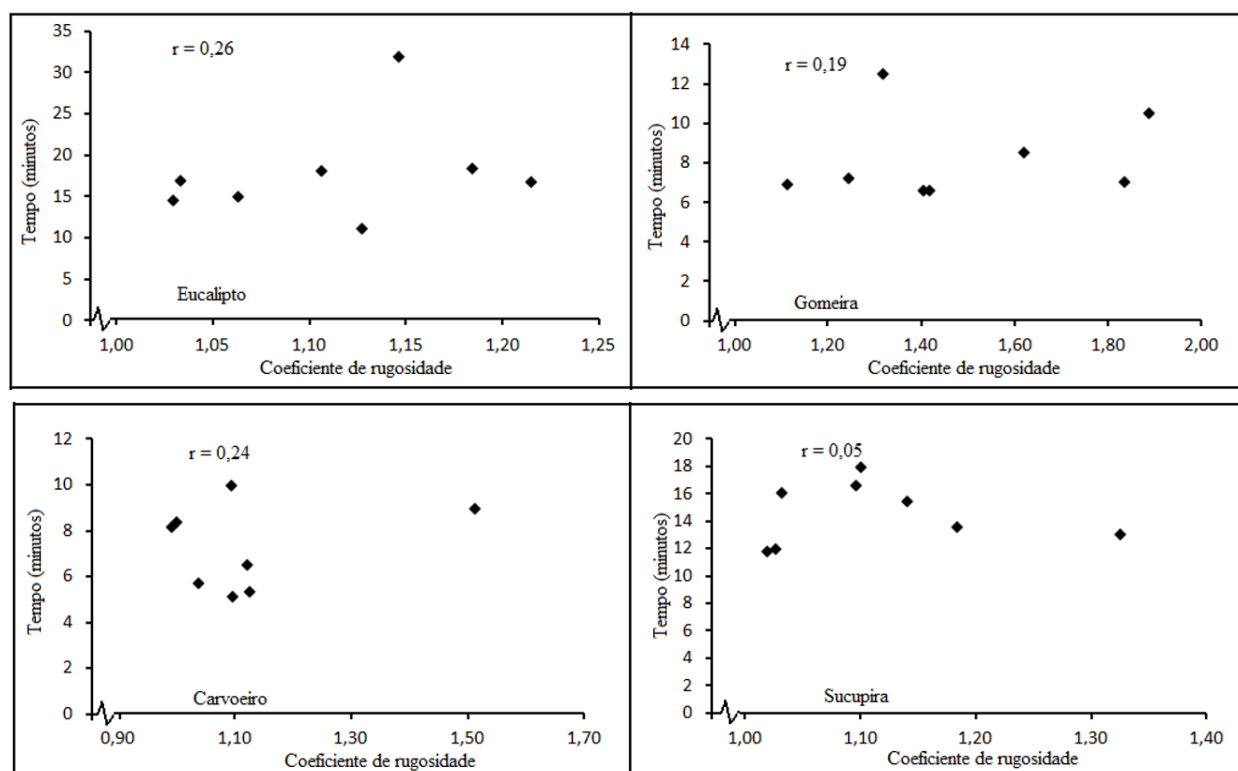 r = 0,26
35
30
25
20
15
10
5
0
Tempo (minutos)
Eucalipto
1,00 1,05 1,10 1,15 1,20 1,25
Coeficiente de rugosidade
r = 0,19
14
12
10
8
6
4
2
0
Tempo (minutos)
Gomeira
1,00 1,20 1,40 1,60 1,80 2,00
Coeficiente de rugosidade
r = 0,24
12
10
8
6
4
2
0
Tempo (minutos)
Carvoeiro
0,90 1,10 1,30 1,50 1,70
Coeficiente de rugosidade
r = 0,05
20
18
16
14
12
10
8
6
4
2
0
Tempo (minutos)
Sucupira
1,00 1,10 1,20 1,30 1,40
Coeficiente de rugosidade